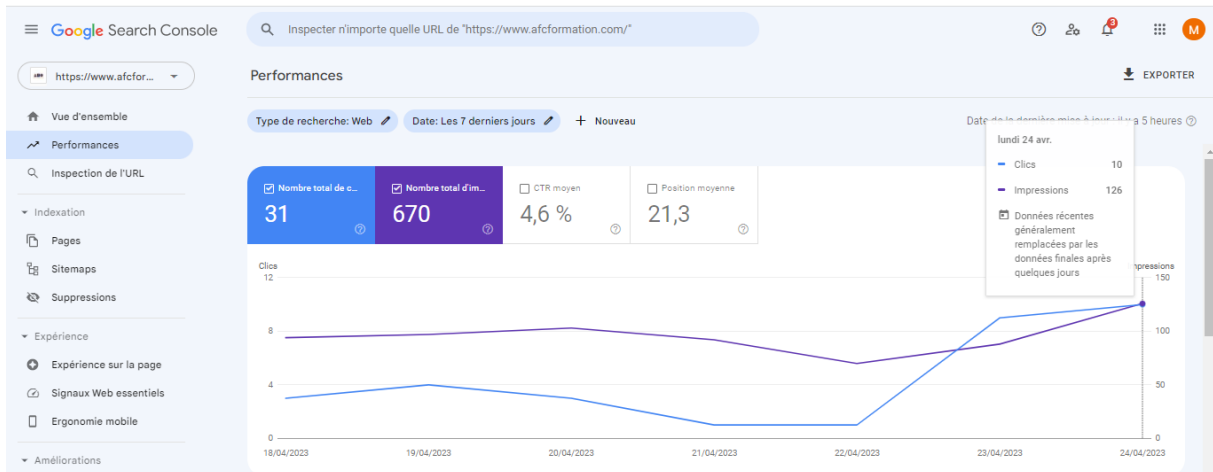 Google Search Console
Inspecter n'importe quelle URL de "https://www.afcformation.com/"
3
M
https://www.afcfor...
Performances
EXPORTER
Vue d'ensemble
Performances
Inspection de l'URL
Indexation
Pages
Sitemaps
Suppressions
Expérience
Expérience sur la page
Signaux Web essentiels
Ergonomie mobile
Améliorations
Type de recherche: Web
Date: Les 7 derniers jours
+ Nouveau
Date de la dernière mise à jour : il y a 5 heures
lundi 24 avr.
Clics 10
Impressions 126
Données récentes
généralement
remplacées par les
données finales après
quelques jours
Nombre total de c...
31
Nombre total d'im...
670
CTR moyen
4,6 %
Position moyenne
21,3
Clics
12
8
4
0
mpressions
150
100
50
0
18/04/2023 19/04/2023 20/04/2023 21/04/2023 22/04/2023 23/04/2023 24/04/2023